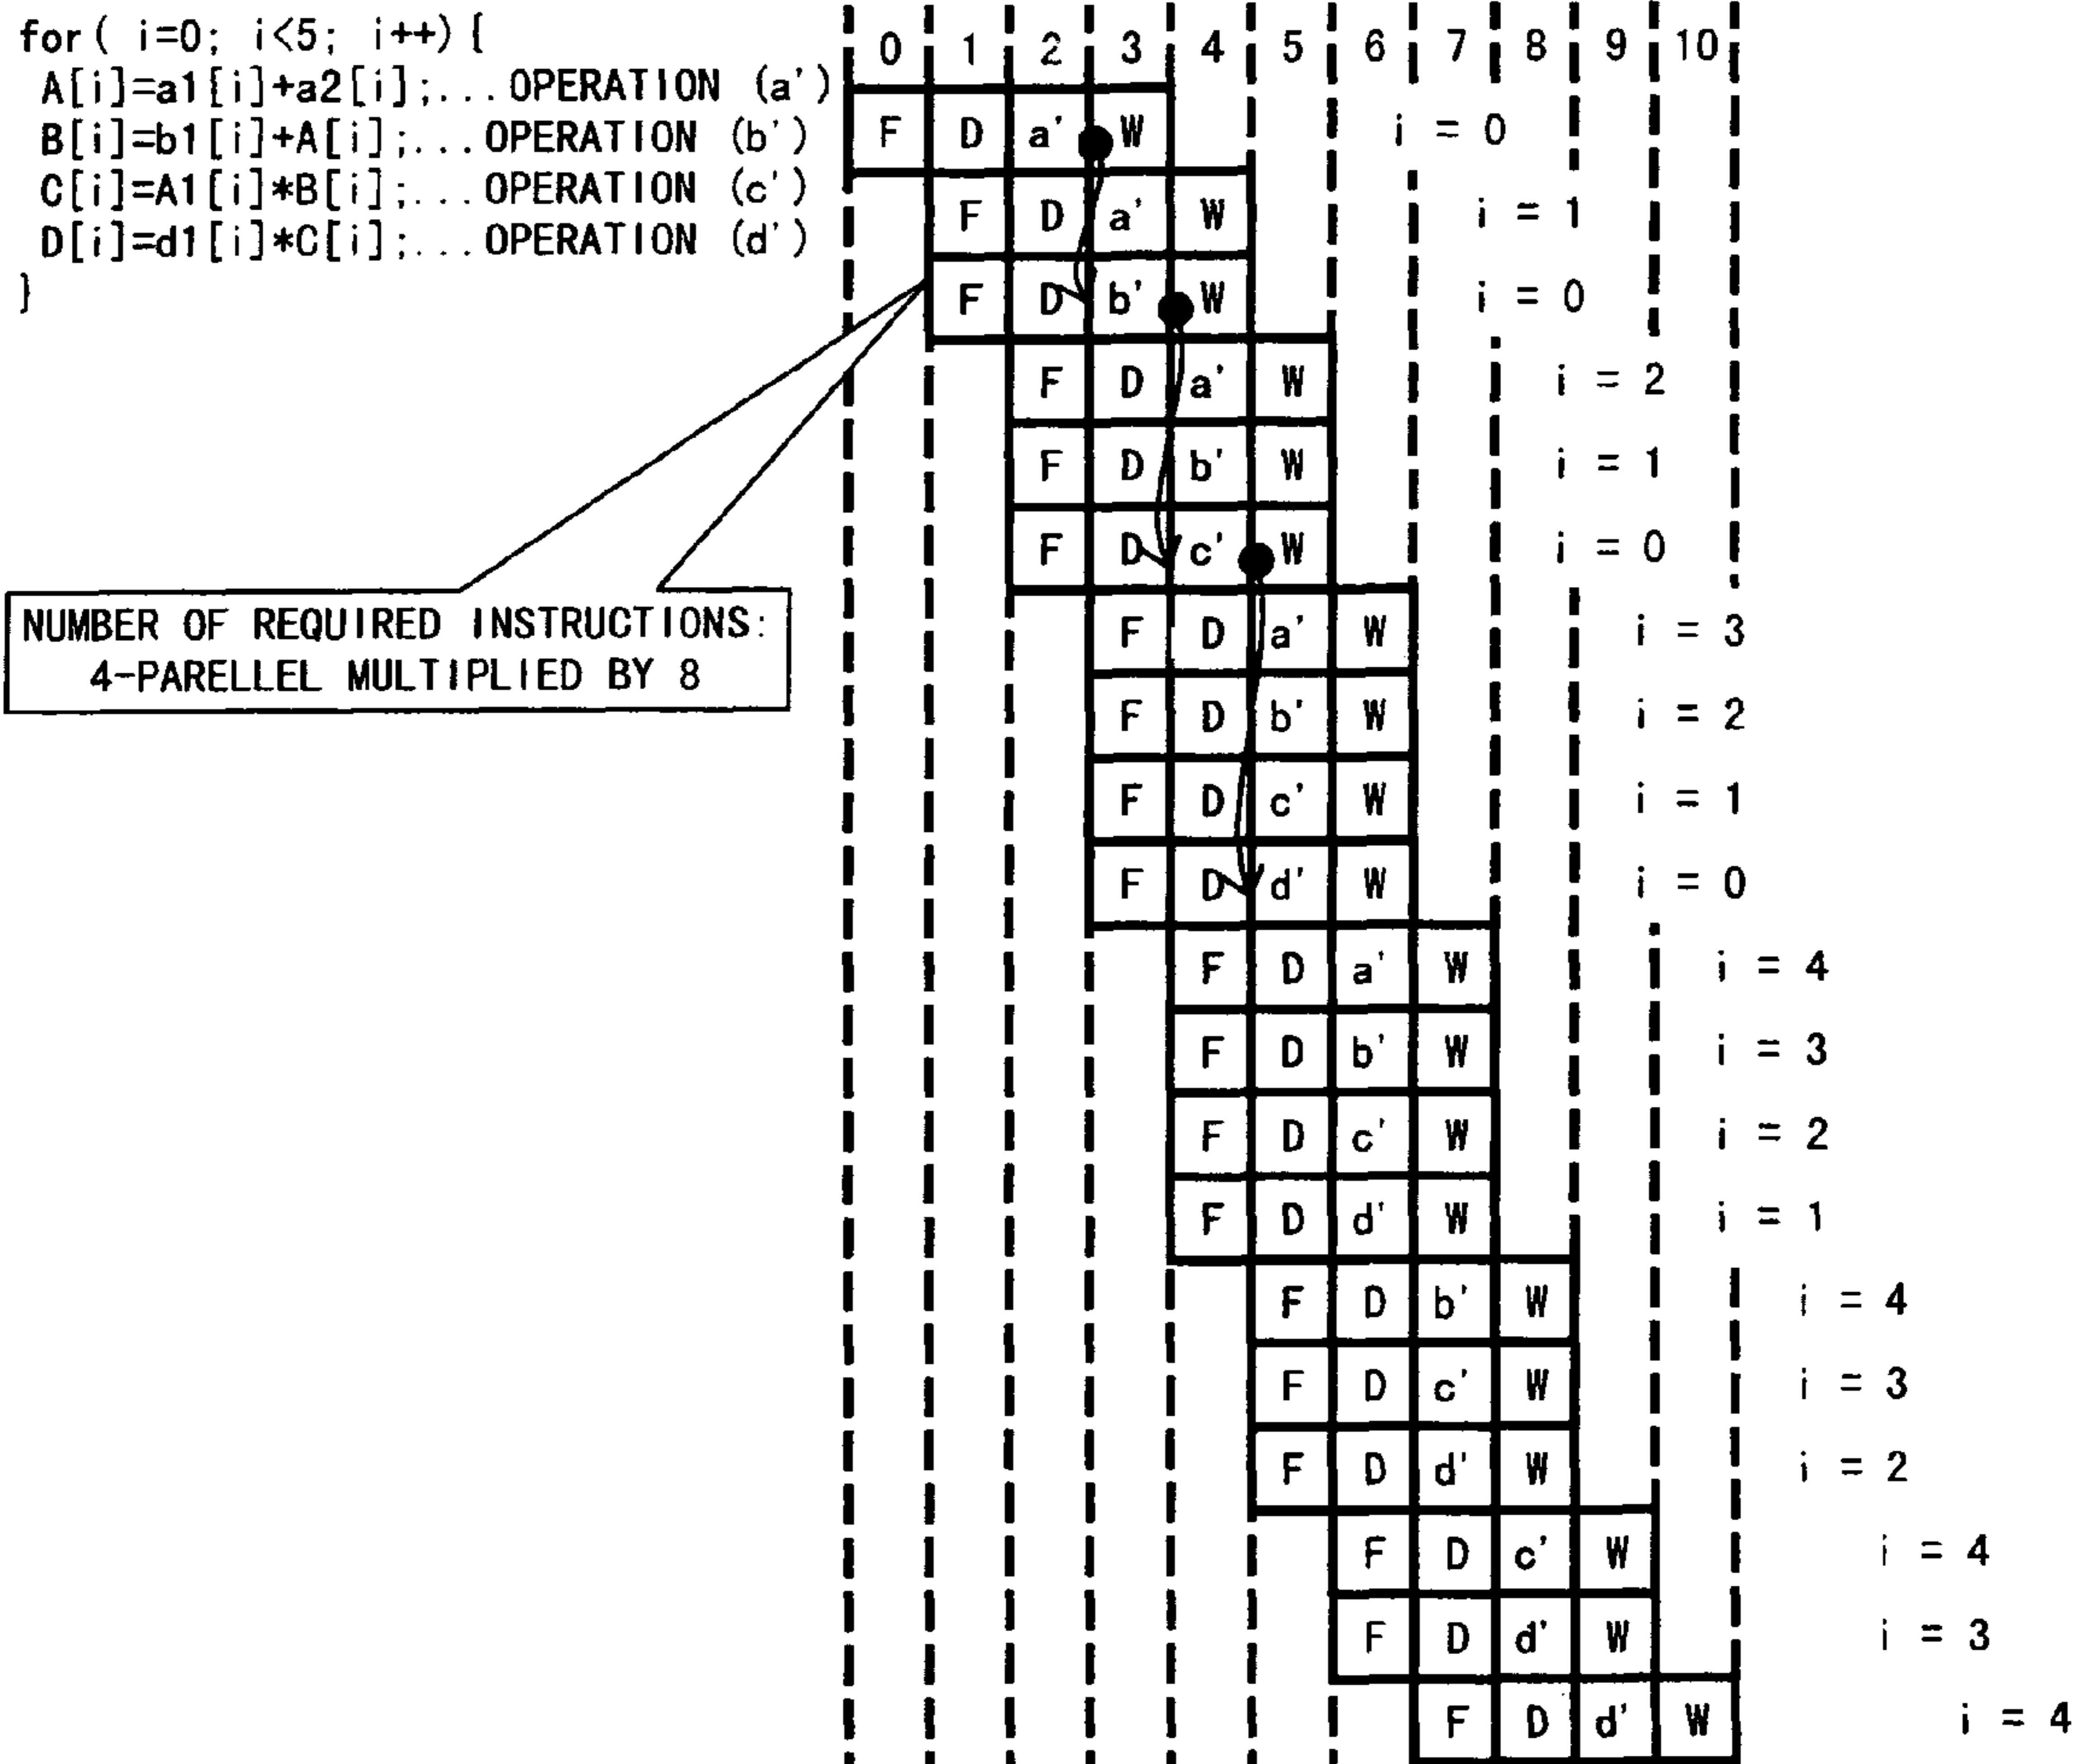 for( i=0; i<5; i++){
A[i]=a1[i]+a2[i];...OPERATION (a')
B[i]=b1[i]+A[i];...OPERATION (b')
C[i]=A1[i]*B[i];...OPERATION (c')
D[i]=d1[i]*C[i];...OPERATION (d')
}
0 1 2 3 4 5 6 7 8 9 10
F D a' W i = 0
F D a' W i = 1
F D b' W i = 0
F D a' W i = 2
F D b' W i = 1
F D c' W i = 0
NUMBER OF REQUIRED INSTRUCTIONS:
4-PARELLEL MULTIPLIED BY 8
F D a' W i = 3
F D b' W i = 2
F D c' W i = 1
F D d' W i = 0
F D a' W i = 4
F D b' W i = 3
F D c' W i = 2
F D d' W i = 1
F D b' W i = 4
F D c' W i = 3
F D d' W i = 2
F D c' W i = 4
F D d' W i = 3
F D d' W i = 4